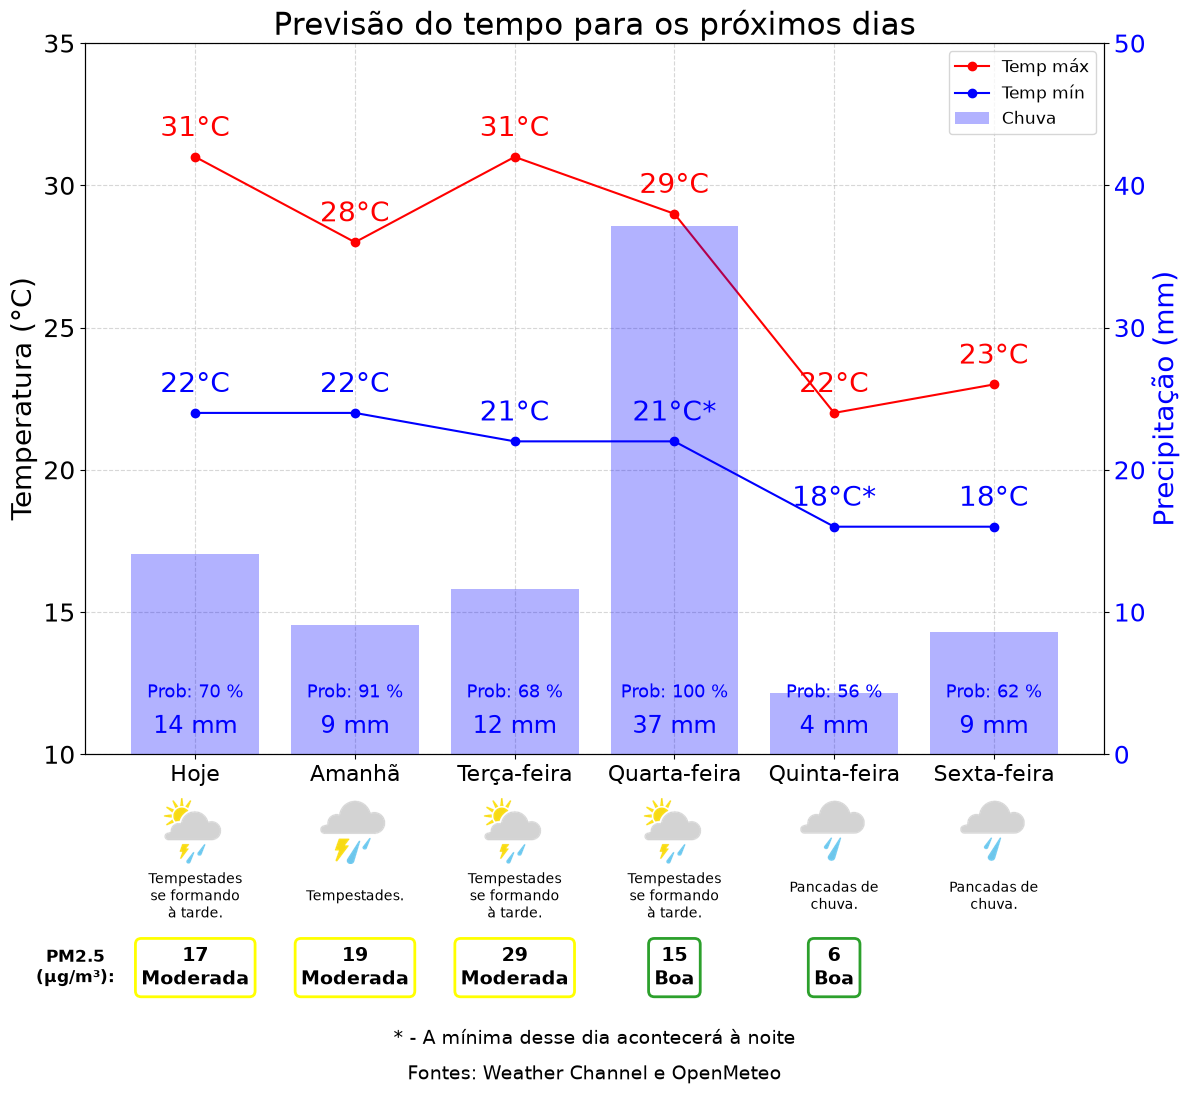 Previsão do tempo para os próximos dias
35
30
25
20
15
10
Temperatura (°C)
50
40
30
20
10
0
Precipitação (mm)
Temp máx
Temp mín
Chuva
31°C
28°C
31°C
29°C
22°C
23°C
22°C
22°C
21°C
21°C*
18°C*
18°C
Prob: 70 %
Prob: 91 %
Prob: 68 %
Prob: 100 %
Prob: 56 %
Prob: 62 %
14 mm
9 mm
12 mm
37 mm
4 mm
9 mm
Hoje
Amanhã
Terça-feira
Quarta-feira
Quinta-feira
Sexta-feira
Tempestades
se formando
à tarde.
Tempestades.
Tempestades
se formando
à tarde.
Tempestades
se formando
à tarde.
Pancadas de
chuva.
Pancadas de
chuva.
PM2.5
(µg/m³):
17
Moderada
19
Moderada
29
Moderada
15
Boa
6
Boa
* - A mínima desse dia acontecerá à noite
Fontes: Weather Channel e OpenMeteo